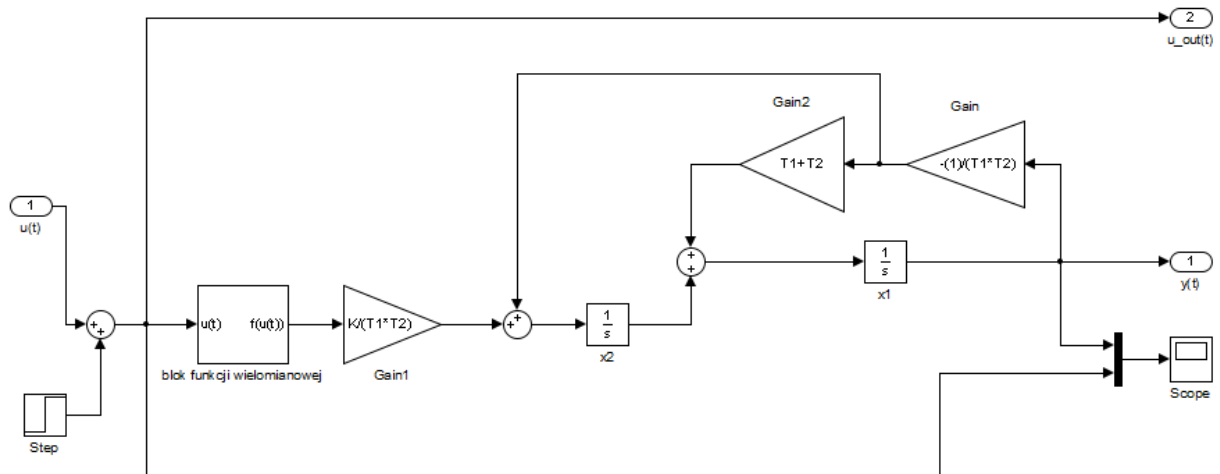 2
u_out(t)
Gain2
Gain
T1+T2
-(1)/(T1*T2)
1
u(t)
+
+
1
s
x1
1
y(t)
+
+
u(t)
f(u(t))
K/(T1*T2)
+
+
1
s
x2
blok funkcji wielomianowej
Gain1
Scope
Step